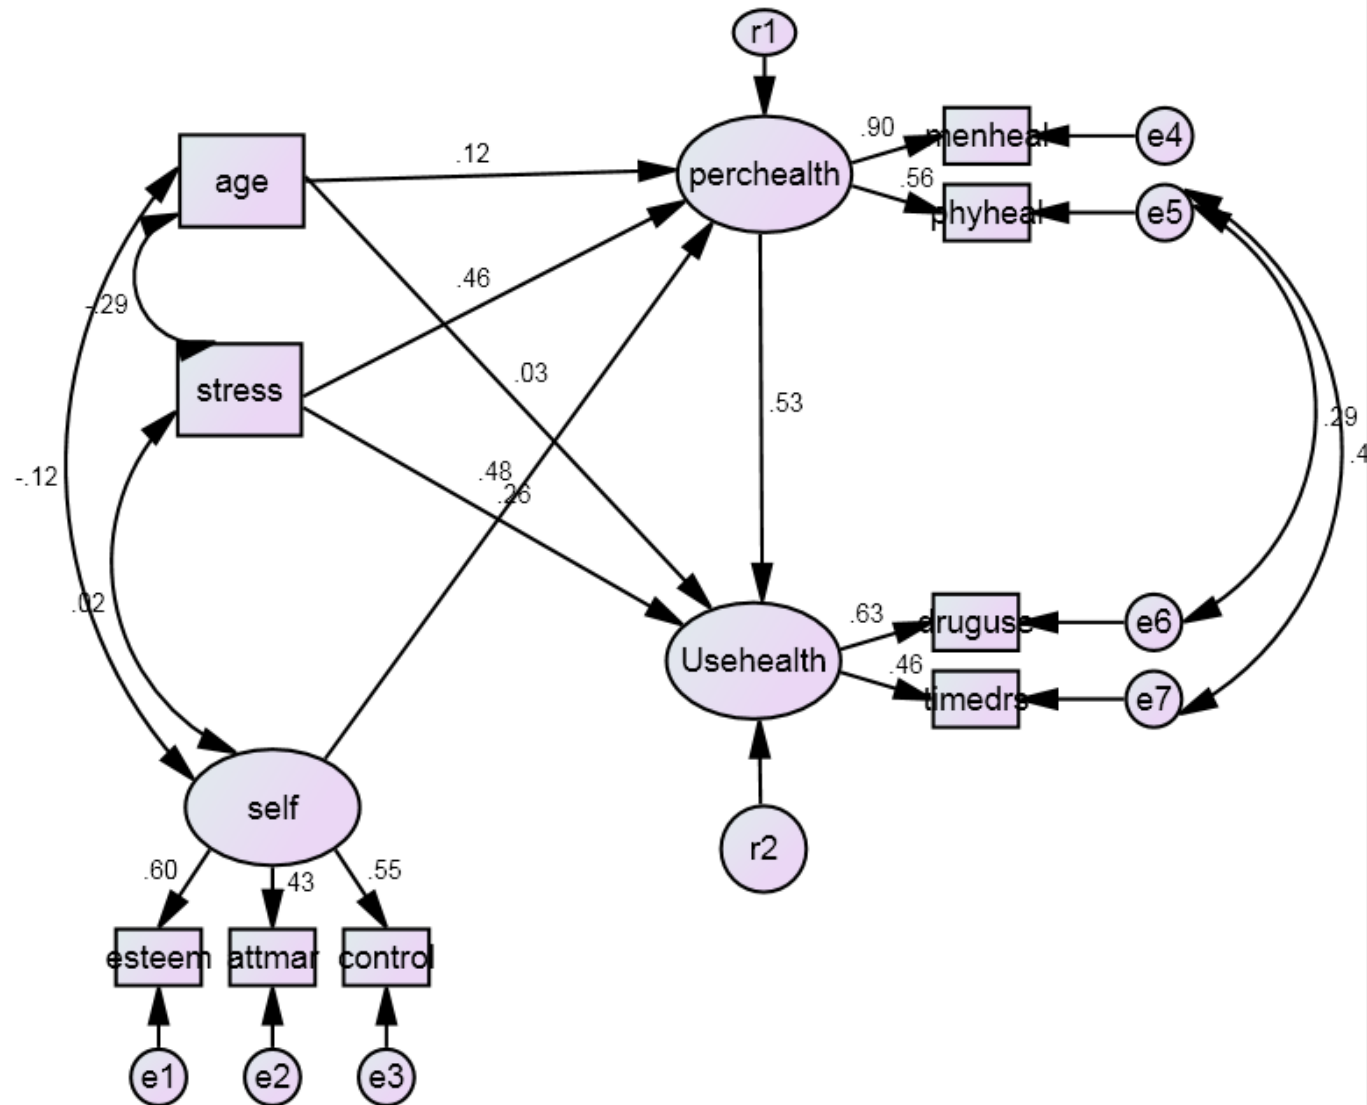 r1
.90
menheal
e4
.12
age
perchealth
.56
phyheal
e5
.46
-.29
stress
.03
.53
.29
.4
-.12
.48
.26
.02
.63
druguse
e6
Usehealth
.46
timedrs
e7
self
r2
.60
.43
.55
esteem
attmar
control
e1
e2
e3